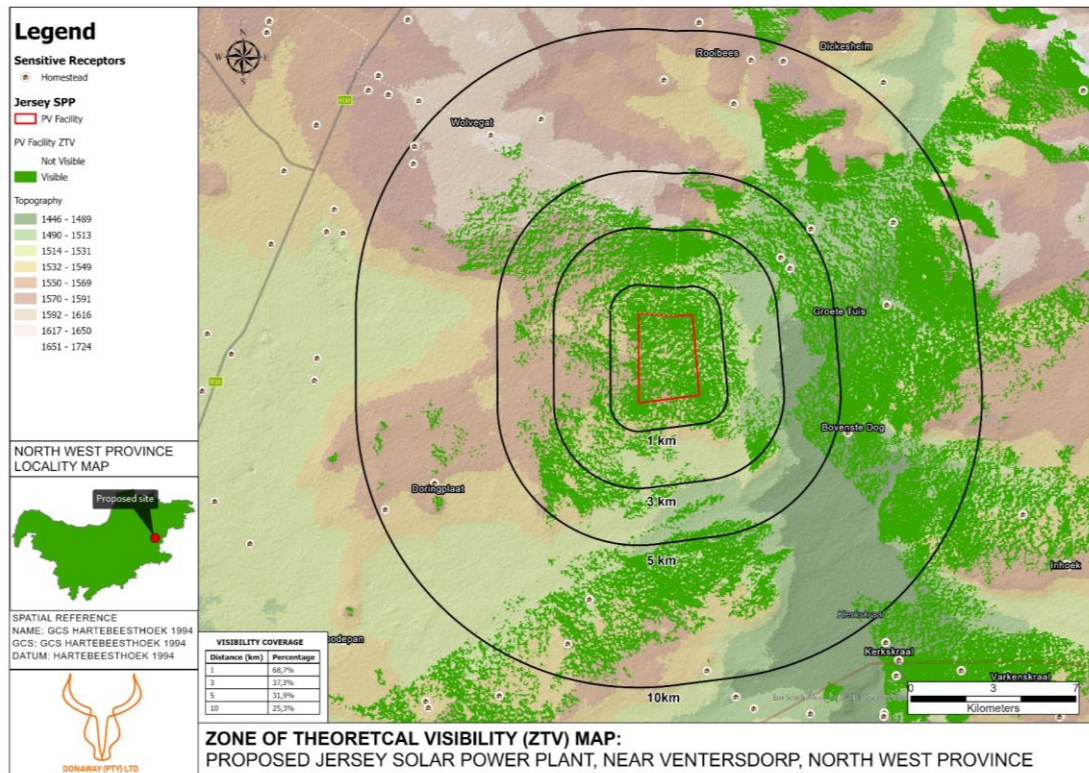 Legend
Sensitive Receptors
Homestead
Jersey SPP
PV Facility
PV Facility ZTV
Not Visible
Visible
Topography
1446 - 1489
1490 - 1513
1514 - 1531
1532 - 1549
1550 - 1569
1570 - 1591
1592 - 1616
1617 - 1650
1651 - 1724
NORTH WEST PROVINCE
LOCALITY MAP
Proposed site
SPATIAL REFERENCE
NAME: GCS HARTEBEESTHOEK 1994
GCS: GCS HARTEBEESTHOEK 1994
DATUM: HARTEBEESTHOEK 1994
DONAWAY (PTY) LTD
N
W E
S
Rooibees
Dickesheim
R30
Wolvegat
Groete Tuis
R30
Bovenste Oog
1 km
Doringplaat
3 km
5 km
Inhoek
oodepan
Kerkskraal
Varkenskraal
10km
0 3 7
Kilometers
VISIBILITY COVERAGE
Distance (km) Percentage
1 68,7%
3 37,3%
5 31,9%
10 25,3%
ZONE OF THEORETCAL VISIBILITY (ZTV) MAP:
PROPOSED JERSEY SOLAR POWER PLANT, NEAR VENTERSDORP, NORTH WEST PROVINCE